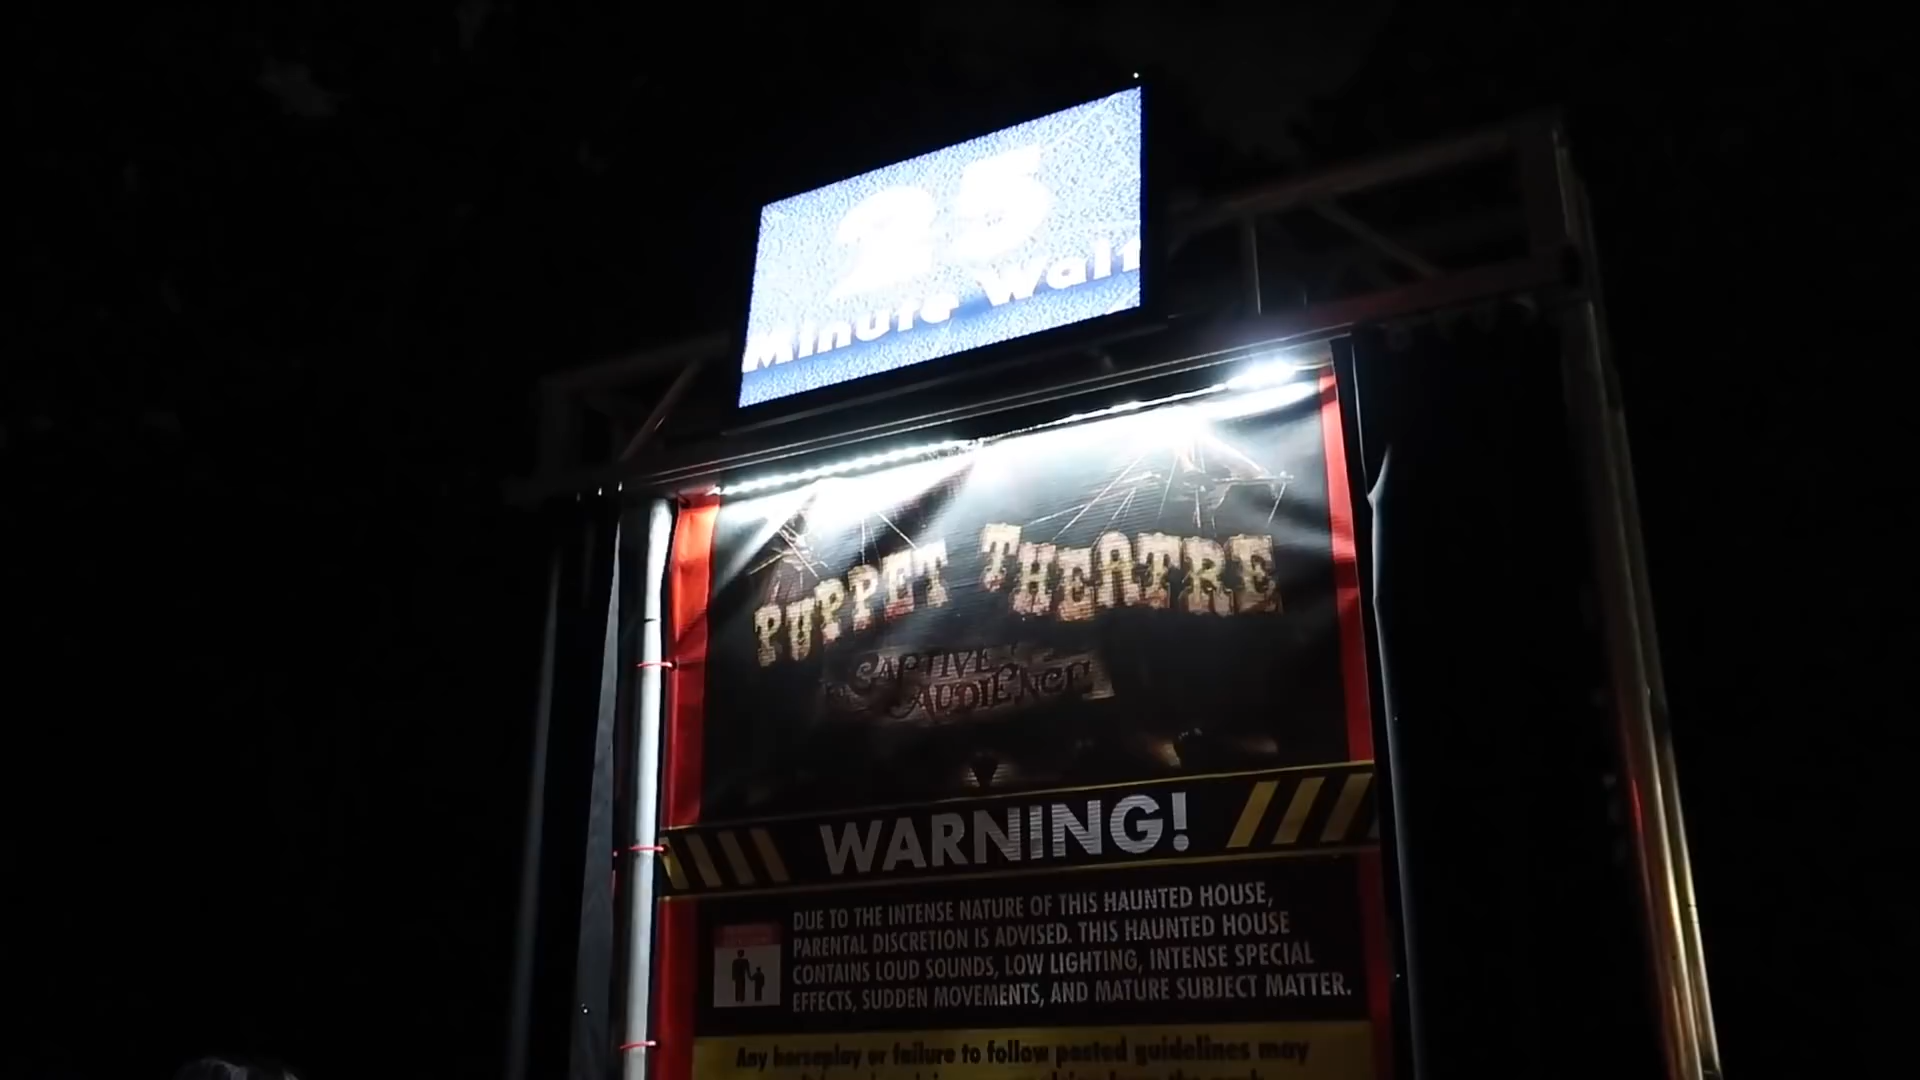 25
Minute Wait
PUPPET THEATRE
CAPTIVE
AUDIENCE
WARNING!
DUE TO THE INTENSE NATURE OF THIS HAUNTED HOUSE,
PARENTAL DISCRETION IS ADVISED. THIS HAUNTED HOUSE
CONTAINS LOUD SOUNDS, LOW LIGHTING, INTENSE SPECIAL
EFFECTS, SUDDEN MOVEMENTS, AND MATURE SUBJECT MATTER.
Any horseplay or failure to follow posted guidelines may